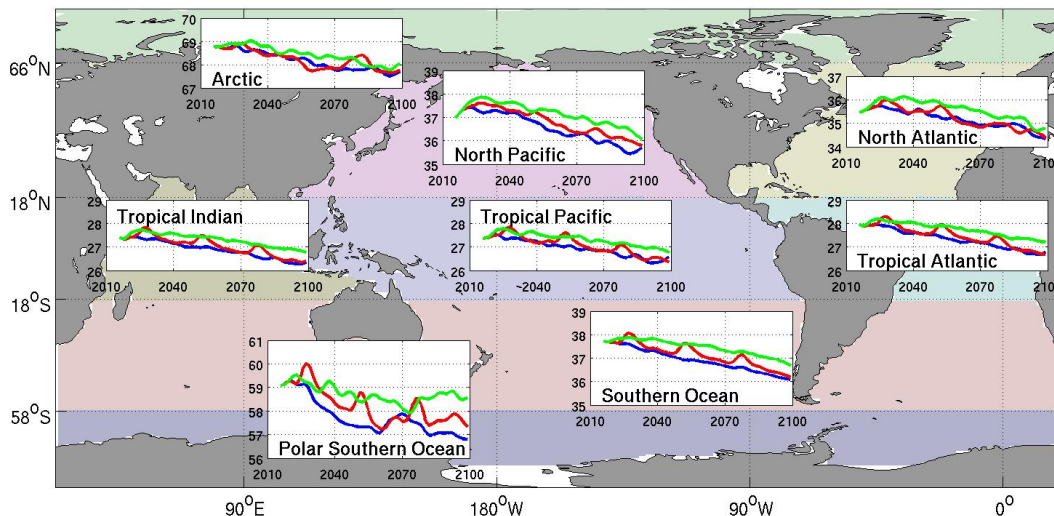 70
69
68
67
Arctic
2010 2040 2070 2100
39
38
37
36
35
North Pacific
2010 2040 2070 2100
37
36
35
34
North Atlantic
2010 2040 2070 2100
29
28
27
26
Tropical Indian
2010 2040 2070 2100
29
28
27
26
Tropical Pacific
2010 2040 2070 2100
29
28
27
26
Tropical Atlantic
2010 2040 2070 2100
61
60
59
58
57
56
Polar Southern Ocean
2010 2040 2070 2100
39
38
37
36
35
Southern Ocean
2010 2040 2070 2100
66°N
18°N
18°S
58°S
90°E 180°W 90°W 0°